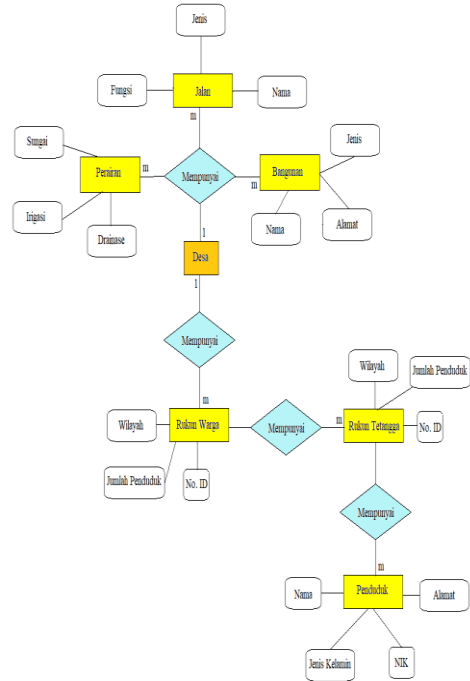 Jenis
Fungsi
Jalan
Nama
m
Sungai
Perairan
m
Mempunyai
m
Bangunan
Jenis
Irigasi
Drainase
Nama
Alamat
1
Desa
1
Mempunyai
m
Wilayah
Jumlah Penduduk
Wilayah
Rukun Warga
Mempunyai
m
Rukun Tetangga
No. ID
Jumlah Penduduk
No. ID
Mempunyai
m
Nama
Penduduk
Alamat
Jenis Kelamin
NIK